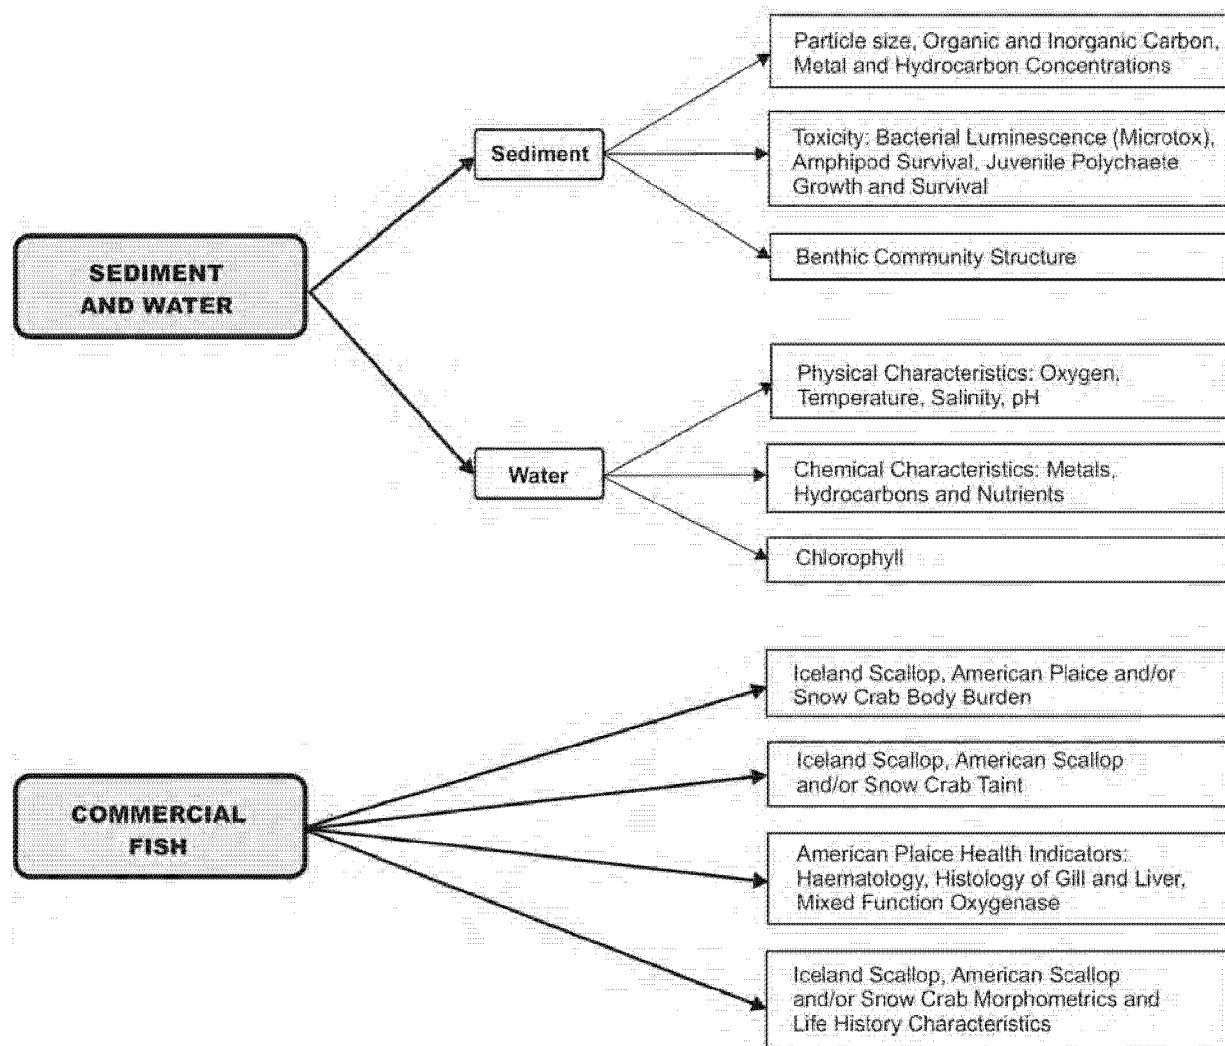 Particle size, Organic and Inorganic Carbon,
Metal and Hydrocarbon Concentrations
Sediment
Toxicity: Bacterial Luminescence (Microtox),
Amphipod Survival, Juvenile Polychaete
Growth and Survival
Benthic Community Structure
SEDIMENT
AND WATER
Physical Characteristics: Oxygen,
Temperature, Salinity, pH
Water
Chemical Characteristics: Metals,
Hydrocarbons and Nutrients
Chlorophyll
Iceland Scallop, American Plaice and/or
Snow Crab Body Burden
Iceland Scallop, American Scallop
and/or Snow Crab Taint
COMMERCIAL
FISH
American Plaice Health Indicators:
Haematology, Histology of Gill and Liver,
Mixed Function Oxygenase
Iceland Scallop, American Scallop
and/or Snow Crab Morphometrics and
Life History Characteristics